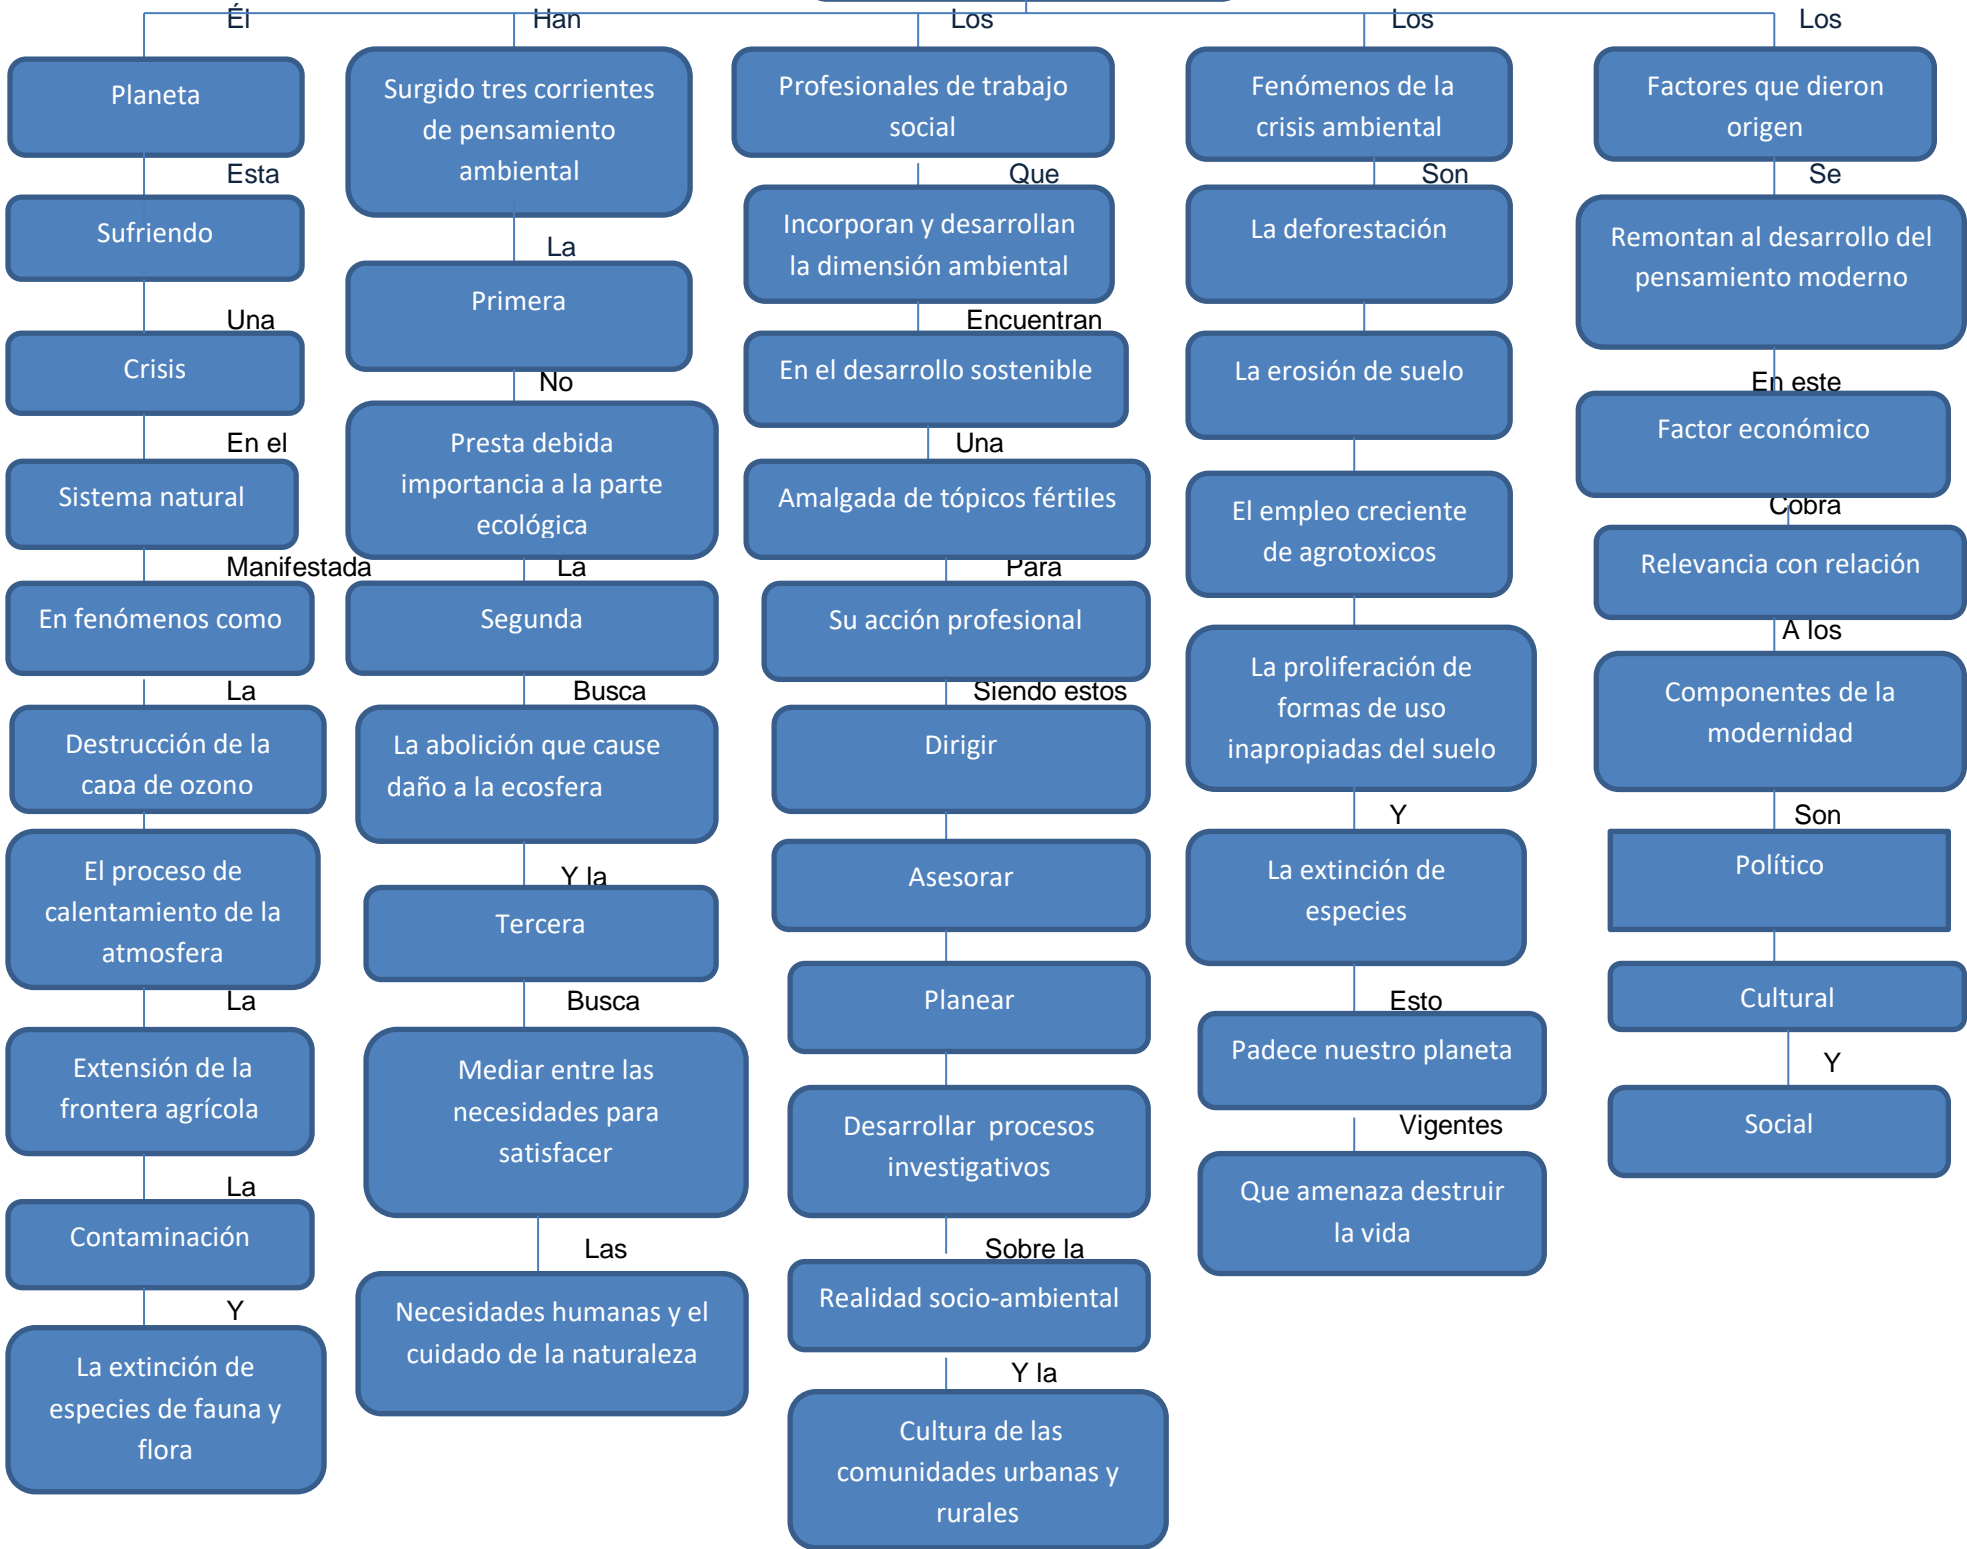 Él
Planeta
Esta
Sufriendo
Una
Crisis
En el
Sistema natural
Manifestada
En fenómenos como
La
Destrucción de la
capa de ozono
El proceso de
calentamiento de la
atmosfera
La
Extensión de la
frontera agrícola
La
Contaminación
Y
La extinción de
especies de fauna y
flora
Han
Surgido tres corrientes
de pensamiento
ambiental
La
Primera
No
Presta debida
importancia a la parte
ecológica
La
Segunda
Busca
La abolición que cause
daño a la ecosfera
Y la
Tercera
Busca
Mediar entre las
necesidades para
satisfacer
Las
Necesidades humanas y el
cuidado de la naturaleza
Los
Profesionales de trabajo
social
Que
Incorporan y desarrollan
la dimensión ambiental
Encuentran
En el desarrollo sostenible
Una
Amalgada de tópicos fértiles
Para
Su acción profesional
Siendo estos
Dirigir
Asesorar
Planear
Desarrollar  procesos
investigativos
Sobre la
Realidad socio-ambiental
Y la
Cultura de las
comunidades urbanas y
rurales
Los
Fenómenos de la
crisis ambiental
Son
La deforestación
La erosión de suelo
El empleo creciente
de agrotoxicos
La proliferación de
formas de uso
inapropiadas del suelo
Y
La extinción de
especies
Esto
Padece nuestro planeta
Vigentes
Que amenaza destruir
la vida
Los
Factores que dieron
origen
Se
Remontan al desarrollo del
pensamiento moderno
En este
Factor económico
Cobra
Relevancia con relación
A los
Componentes de la
modernidad
Son
Político
Cultural
Y
Social